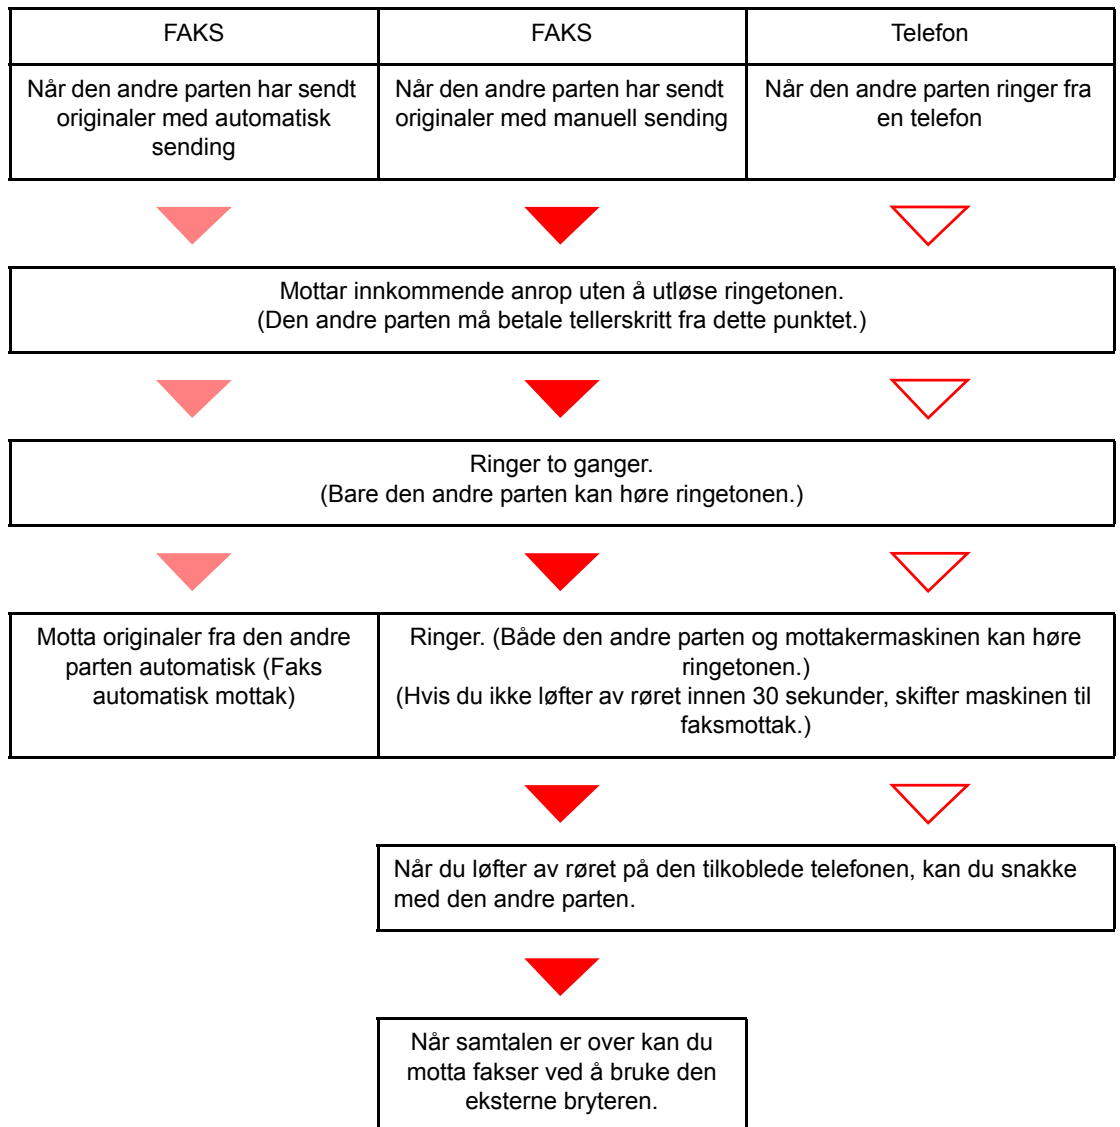 FAKS
FAKS
Telefon
Når den andre parten har sendt
originaler med automatisk
sending
Når den andre parten har sendt
originaler med manuell sending
Når den andre parten ringer fra
en telefon
Mottar innkommende anrop uten å utløse ringetonen.
(Den andre parten må betale tellerskritt fra dette punktet.)
Ringer to ganger.
(Bare den andre parten kan høre ringetonen.)
Motta originaler fra den andre
parten automatisk (Faks
automatisk mottak)
Ringer. (Både den andre parten og mottakermaskinen kan høre
ringetonen.)
(Hvis du ikke løfter av røret innen 30 sekunder, skifter maskinen til
faksmottak.)
Når du løfter av røret på den tilkoblede telefonen, kan du snakke
med den andre parten.
Når samtalen er over kan du
motta fakser ved å bruke den
eksterne bryteren.